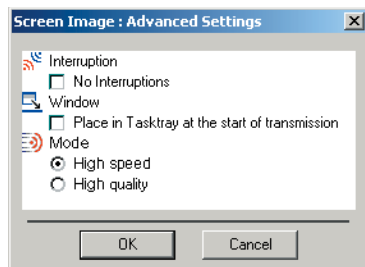 Screen Image : Advanced Settings
Interruption
No Interruptions
Window
Place in Tasktray at the start of transmission
Mode
High speed
High quality
OK
Cancel